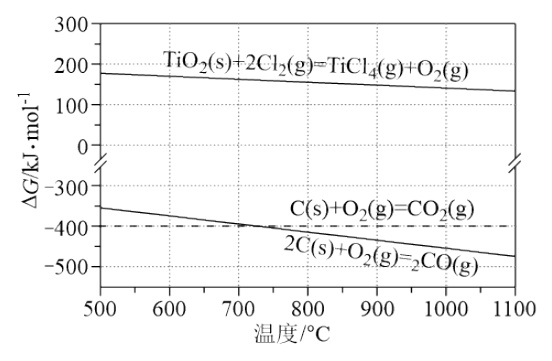 300
200
100
0
−300
−400
−500
ΔG/kJ·mol⁻¹
TiO₂(s)+2Cl₂(g)=TiCl₄(g)+O₂(g)
C(s)+O₂(g)=CO₂(g)
2C(s)+O₂(g)=₂CO(g)
500 600 700 800 900 1000 1100
温度/°C